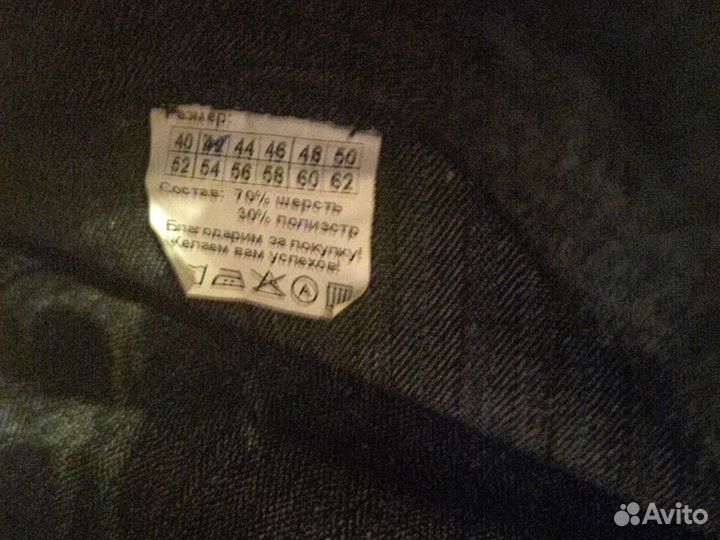 Размер:
40 42 44 46 48 50
52 54 56 58 60 62
Состав: 70% шерсть
30% полиэстр
Благодарим за покупку!
Желаем вам успехов!
A
Avito